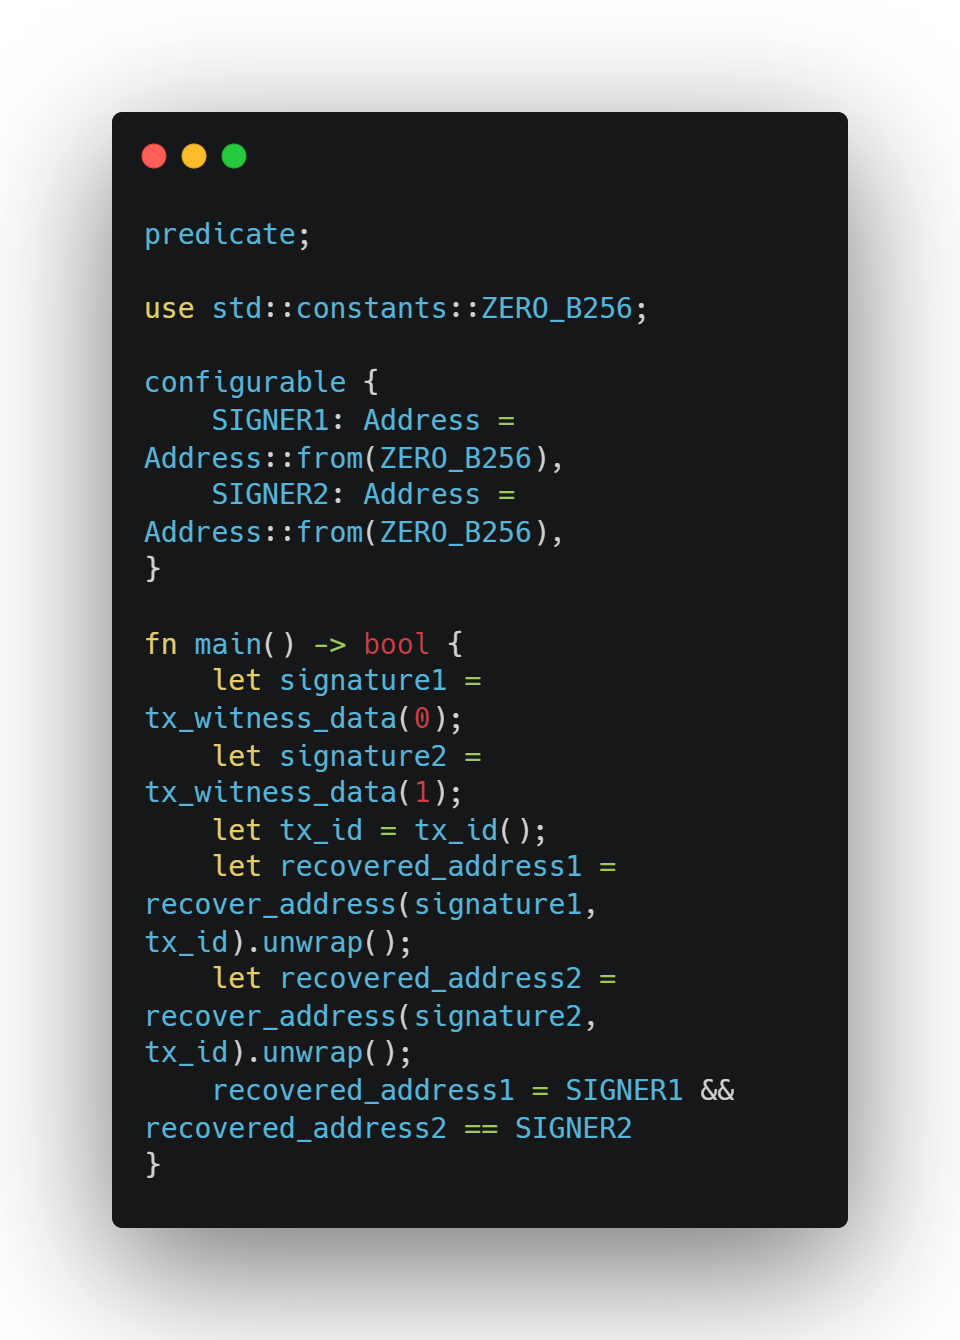 predicate;
use std::constants::ZERO_B256;
configurable {
    SIGNER1: Address =
Address::from(ZERO_B256),
    SIGNER2: Address =
Address::from(ZERO_B256),
}
fn main() -> bool {
    let signature1 =
tx_witness_data(0);
    let signature2 =
tx_witness_data(1);
    let tx_id = tx_id();
    let recovered_address1 =
recover_address(signature1,
tx_id).unwrap();
    let recovered_address2 =
recover_address(signature2,
tx_id).unwrap();
    recovered_address1 = SIGNER1 &&
recovered_address2 == SIGNER2
}